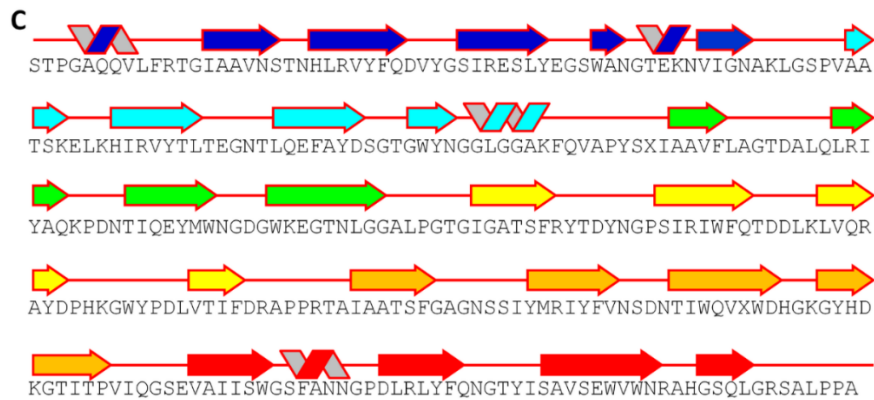 C
STPGAQQVLFRTGIAAVNSTNHLRVYFQDVYGSIRESLYEGSWANGTEKNVIGNAKLGSPVAA
TSKELKHIRVYTLTEGNTLQEFAYDSGTGWYNGGLGGAKFQVAPYSXIAAVFLAGTDALQLRI
YAQKPDNTIQEYMWNGDGWKEGTNLGGALPGTGIGATSFRYTDYNGPSIRIWFQTDDLKLVQR
AYDPHKGWYPDLVTIFDRAPPRTAIAATSFGAGNSSIYMRIYFVNSDNTIWQVXWDHGKGYHD
KGTITPVIQGSEVAIISWGSFANNGPDLRLYFQNGTYISAVSEWVWNRAHGSQLGRSALPPA